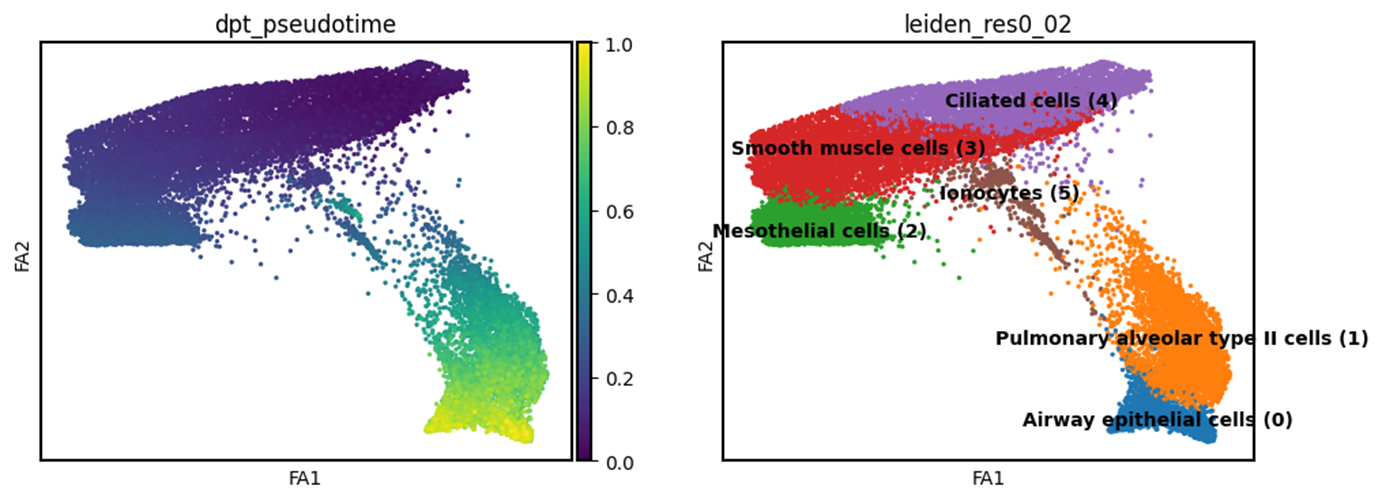 dpt_pseudotime
leiden_res0_02
1.0
0.8
0.6
0.4
0.2
0.0
FA2
FA1
Ciliated cells (4)
Smooth muscle cells (3)
Ionocytes (5)
Mesothelial cells (2)
Pulmonary alveolar type II cells (1)
Airway epithelial cells (0)
FA2
FA1